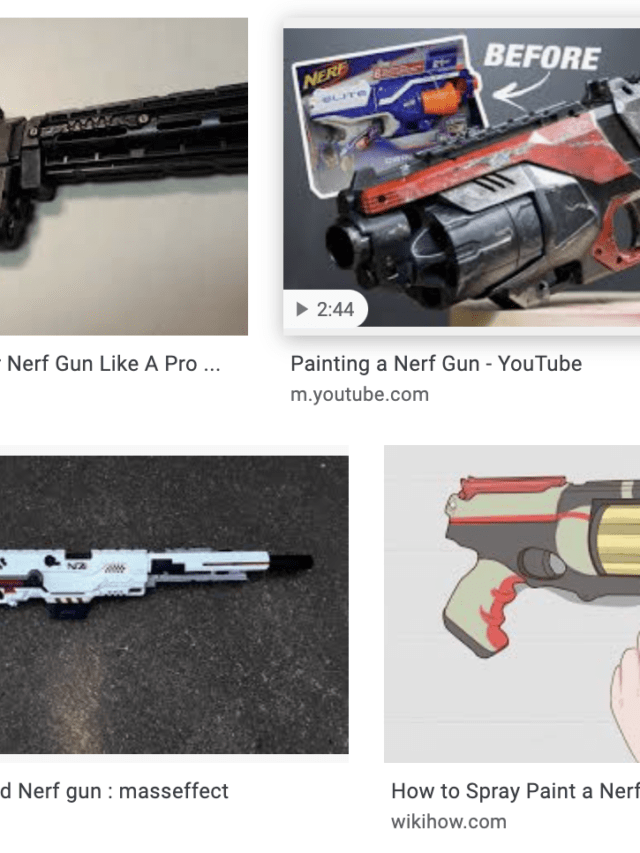 BEFORE
NERF
ELITE
2:44
Nerf Gun Like A Pro ...
Painting a Nerf Gun - YouTube
m.youtube.com
N7
d Nerf gun : masseffect
How to Spray Paint a Nerf
wikihow.com